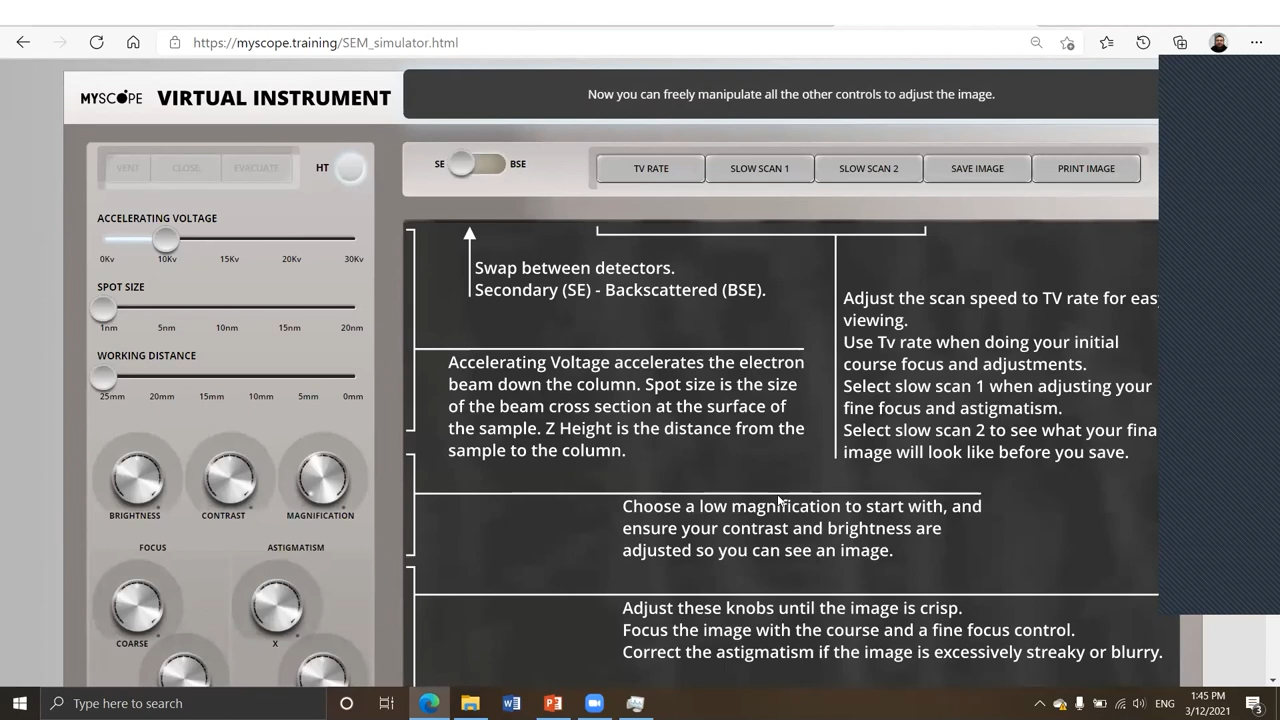 https://myscope.training/SEM_simulator.html
MYSCOPE VIRTUAL INSTRUMENT
Now you can freely manipulate all the other controls to adjust the image.
VENT CLOSE EVACUATE HT
SE BSE
TV RATE SLOW SCAN 1 SLOW SCAN 2 SAVE IMAGE PRINT IMAGE
ACCELERATING VOLTAGE
0Kv 10Kv 15Kv 20Kv 30Kv
SPOT SIZE
1nm 5nm 10nm 15nm 20nm
WORKING DISTANCE
25mm 20mm 15mm 10mm 5mm 0mm
BRIGHTNESS CONTRAST MAGNIFICATION
FOCUS ASTIGMATISM
COARSE X
Swap between detectors.
Secondary (SE) - Backscattered (BSE).
Accelerating Voltage accelerates the electron
beam down the column. Spot size is the size
of the beam cross section at the surface of
the sample. Z Height is the distance from the
sample to the column.
Adjust the scan speed to TV rate for easy
viewing.
Use Tv rate when doing your initial
course focus and adjustments.
Select slow scan 1 when adjusting your
fine focus and astigmatism.
Select slow scan 2 to see what your fina
image will look like before you save.
Choose a low magnification to start with, and
ensure your contrast and brightness are
adjusted so you can see an image.
Adjust these knobs until the image is crisp.
Focus the image with the course and a fine focus control.
Correct the astigmatism if the image is excessively streaky or blurry.
Type here to search
ENG
1:45 PM
3/12/2021
3